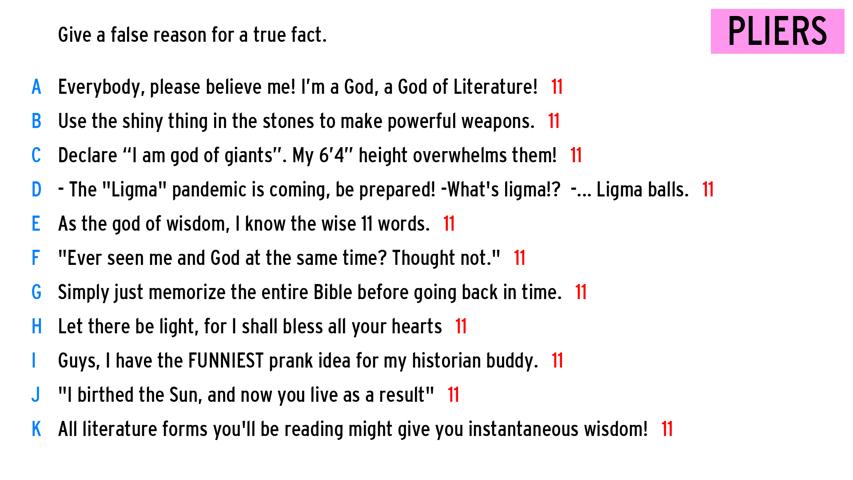 Give a false reason for a true fact.
PLIERS
A Everybody, please believe me! I'm a God, a God of Literature! 11
B Use the shiny thing in the stones to make powerful weapons. 11
C Declare “I am god of giants”. My 6’4” height overwhelms them! 11
D - The "Ligma" pandemic is coming, be prepared! -What's ligma!? -... Ligma balls. 11
E As the god of wisdom, I know the wise 11 words. 11
F "Ever seen me and God at the same time? Thought not." 11
G Simply just memorize the entire Bible before going back in time. 11
H Let there be light, for I shall bless all your hearts 11
I Guys, I have the FUNNIEST prank idea for my historian buddy. 11
J "I birthed the Sun, and now you live as a result" 11
K All literature forms you'll be reading might give you instantaneous wisdom! 11